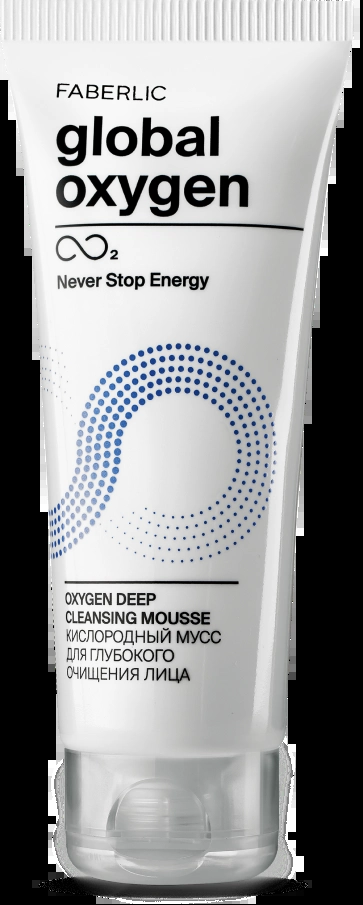 FABERLIC
global
oxygen
∞₂
Never Stop Energy
OXYGEN DEEP
CLEANSING MOUSSE
КИСЛОРОДНЫЙ МУСС
ДЛЯ ГЛУБОКОГО
ОЧИЩЕНИЯ ЛИЦА